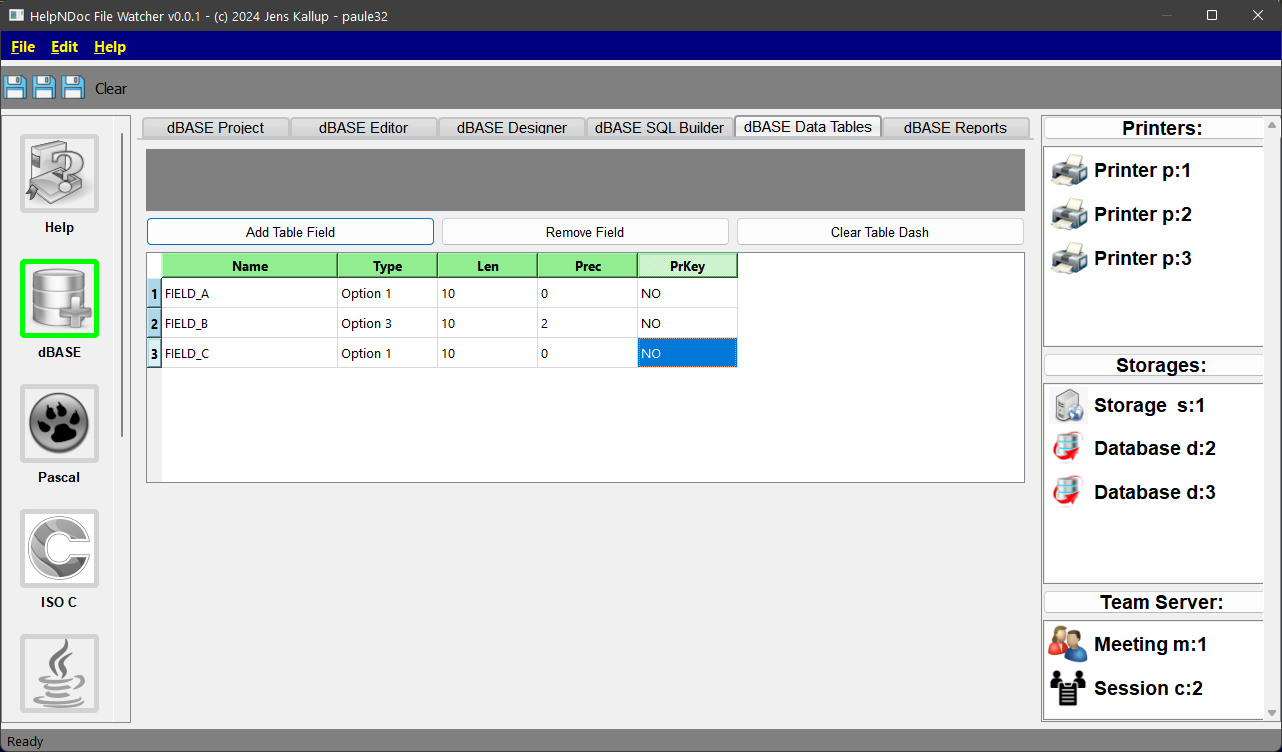 HelpNDoc File Watcher v0.0.1 - (c) 2024 Jens Kallup - paule32
File Edit Help
Clear
Help
dBASE
Pascal
ISO C
dBASE Project dBASE Editor dBASE Designer dBASE SQL Builder dBASE Data Tables dBASE Reports
Add Table Field Remove Field Clear Table Dash
Name Type Len Prec PrKey
1 FIELD_A Option 1 10 0 NO
2 FIELD_B Option 3 10 2 NO
3 FIELD_C Option 1 10 0 NO
Printers:
Printer p:1
Printer p:2
Printer p:3
Storages:
Storage s:1
Database d:2
Database d:3
Team Server:
Meeting m:1
Session c:2
Ready